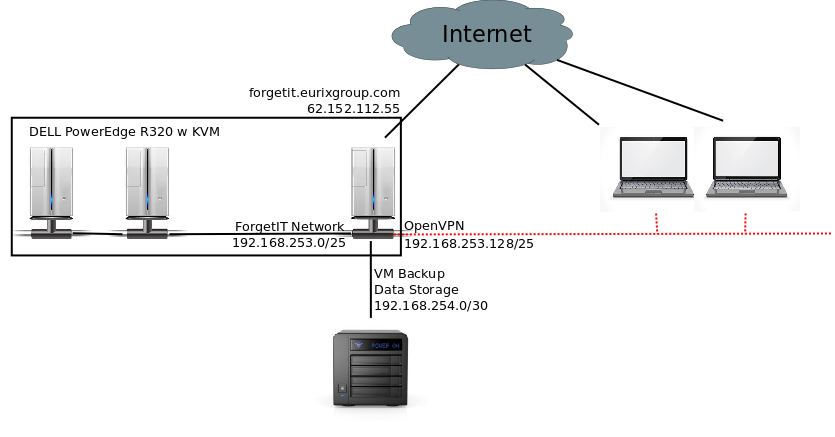 Internet
forgetit.eurixgroup.com
62.152.112.55
DELL PowerEdge R320 w KVM
ForgetIT Network
192.168.253.0/25
OpenVPN
192.168.253.128/25
VM Backup
Data Storage
192.168.254.0/30
POWER ON